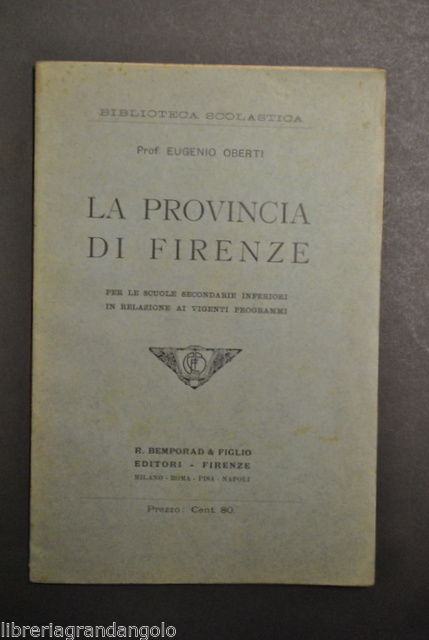 BIBLIOTECA SCOLASTICA
Prof. EUGENIO OBERTI
LA PROVINCIA
DI FIRENZE
PER LE SCUOLE SECONDARIE INFERIORI
IN RELAZIONE AI VIGENTI PROGRAMMI
R. BEMPORAD & FIGLIO
EDITORI - FIRENZE
MILANO - ROMA - PISA - NAPOLI
Prezzo: Cent. 80.
libreriagrandangolo